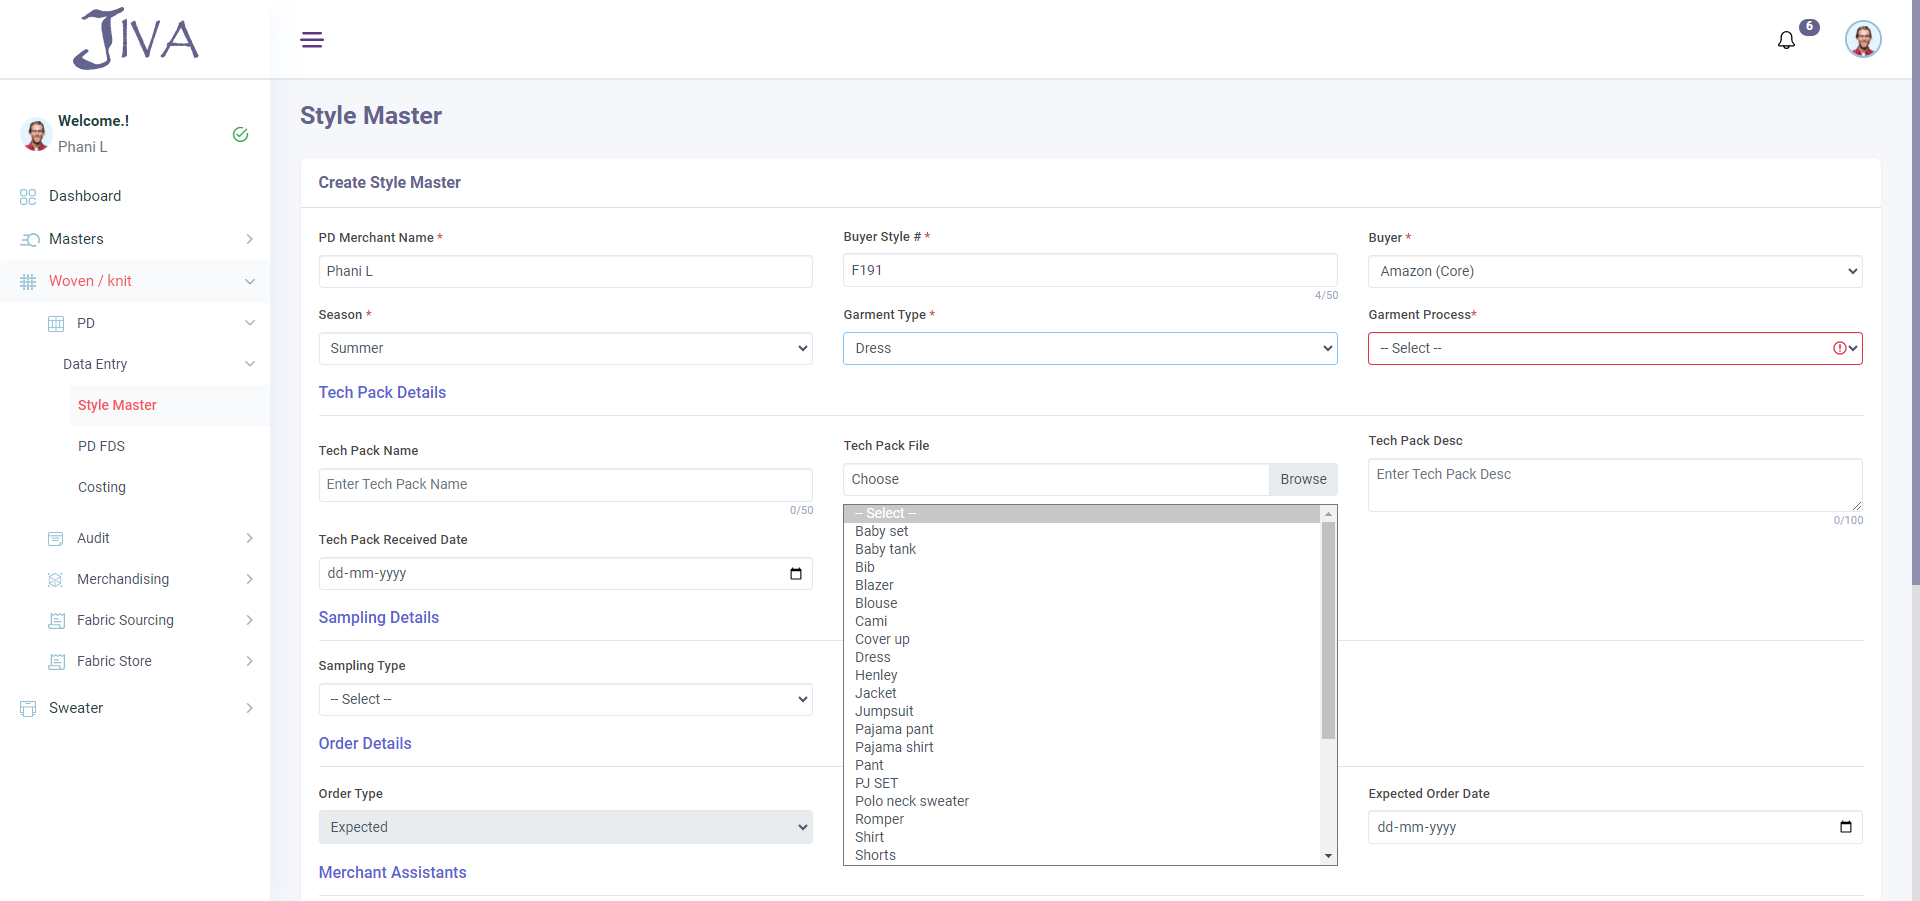 JIVA
6
Welcome.!
Phani L
Dashboard
Masters
Woven / knit
PD
Data Entry
Style Master
PD FDS
Costing
Audit
Merchandising
Fabric Sourcing
Fabric Store
Sweater
Style Master
Create Style Master
PD Merchant Name *
Phani L
Buyer Style # *
F191
4/50
Buyer *
Amazon (Core)
Season *
Summer
Garment Type *
Dress
Garment Process*
-- Select --
Tech Pack Details
Tech Pack Name
Enter Tech Pack Name
0/50
Tech Pack File
Choose
Browse
Tech Pack Desc
Enter Tech Pack Desc
0/100
Tech Pack Received Date
dd-mm-yyyy
-- Select --
Baby set
Baby tank
Bib
Blazer
Blouse
Cami
Cover up
Dress
Henley
Jacket
Jumpsuit
Pajama pant
Pajama shirt
Pant
PJ SET
Polo neck sweater
Romper
Shirt
Shorts
Sampling Details
Sampling Type
-- Select --
Order Details
Order Type
Expected
Expected Order Date
dd-mm-yyyy
Merchant Assistants